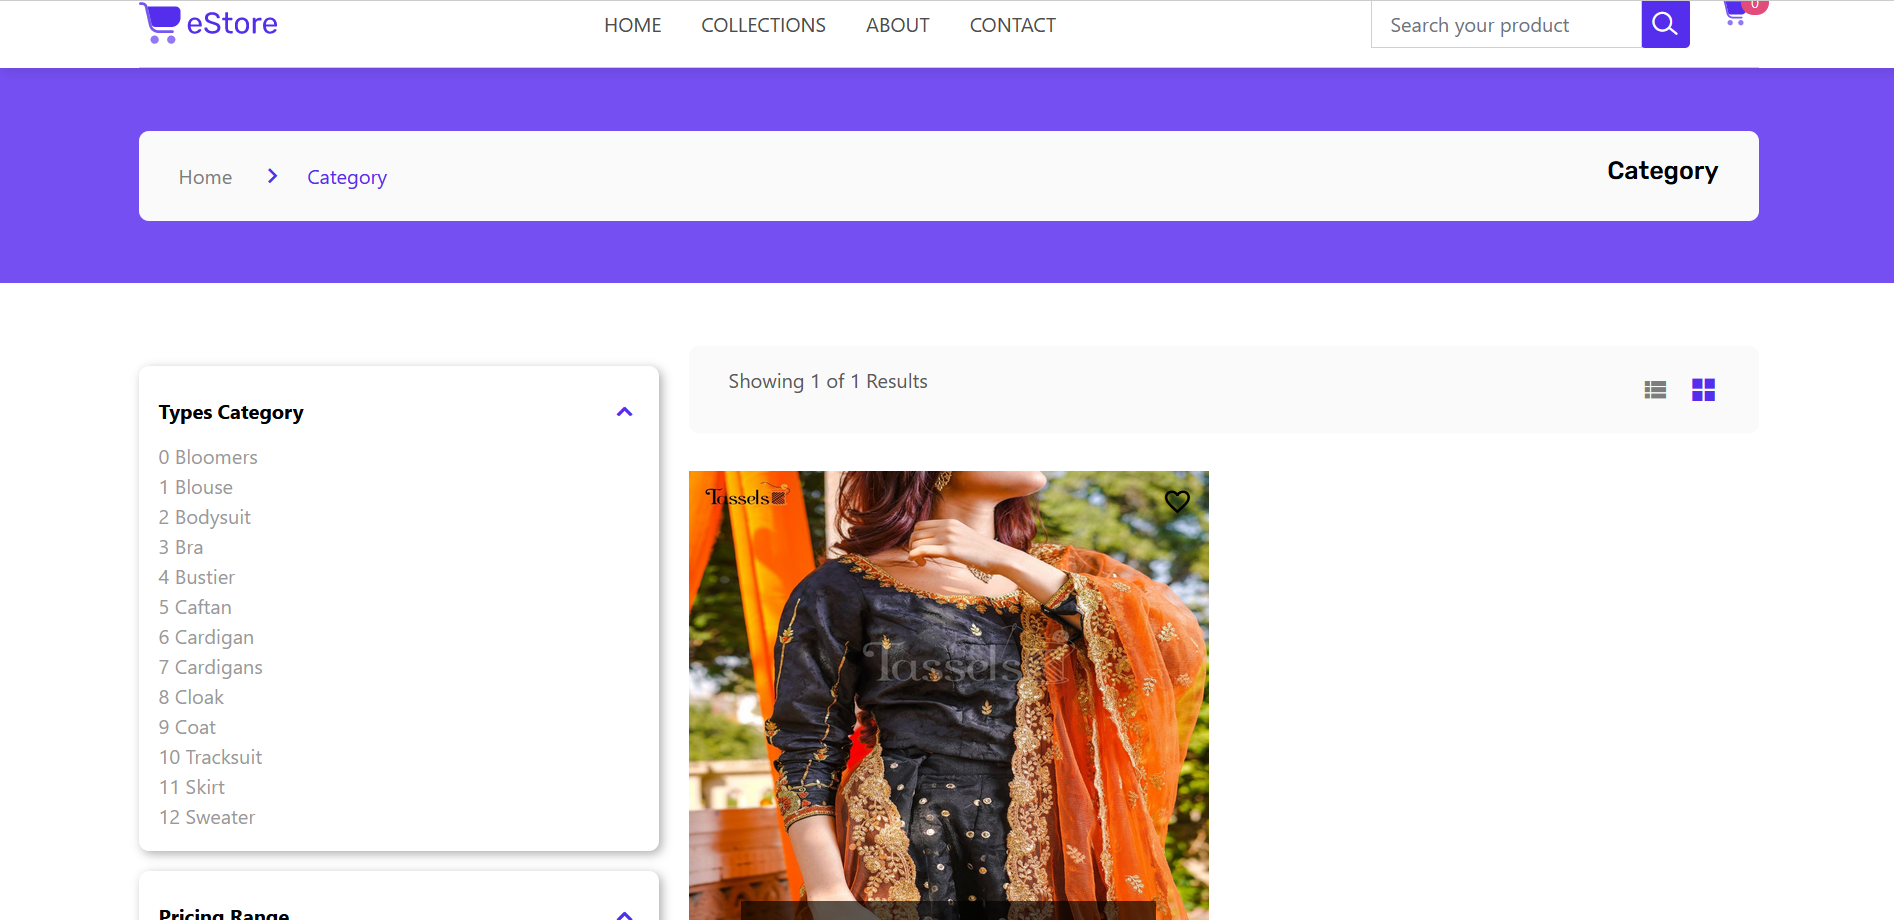 eStore
HOME COLLECTIONS ABOUT CONTACT
Search your product
0
Home
Category
Category
Types Category
0 Bloomers
1 Blouse
2 Bodysuit
3 Bra
4 Bustier
5 Caftan
6 Cardigan
7 Cardigans
8 Cloak
9 Coat
10 Tracksuit
11 Skirt
12 Sweater
Pricing Range
Showing 1 of 1 Results
Tassels
Tassels